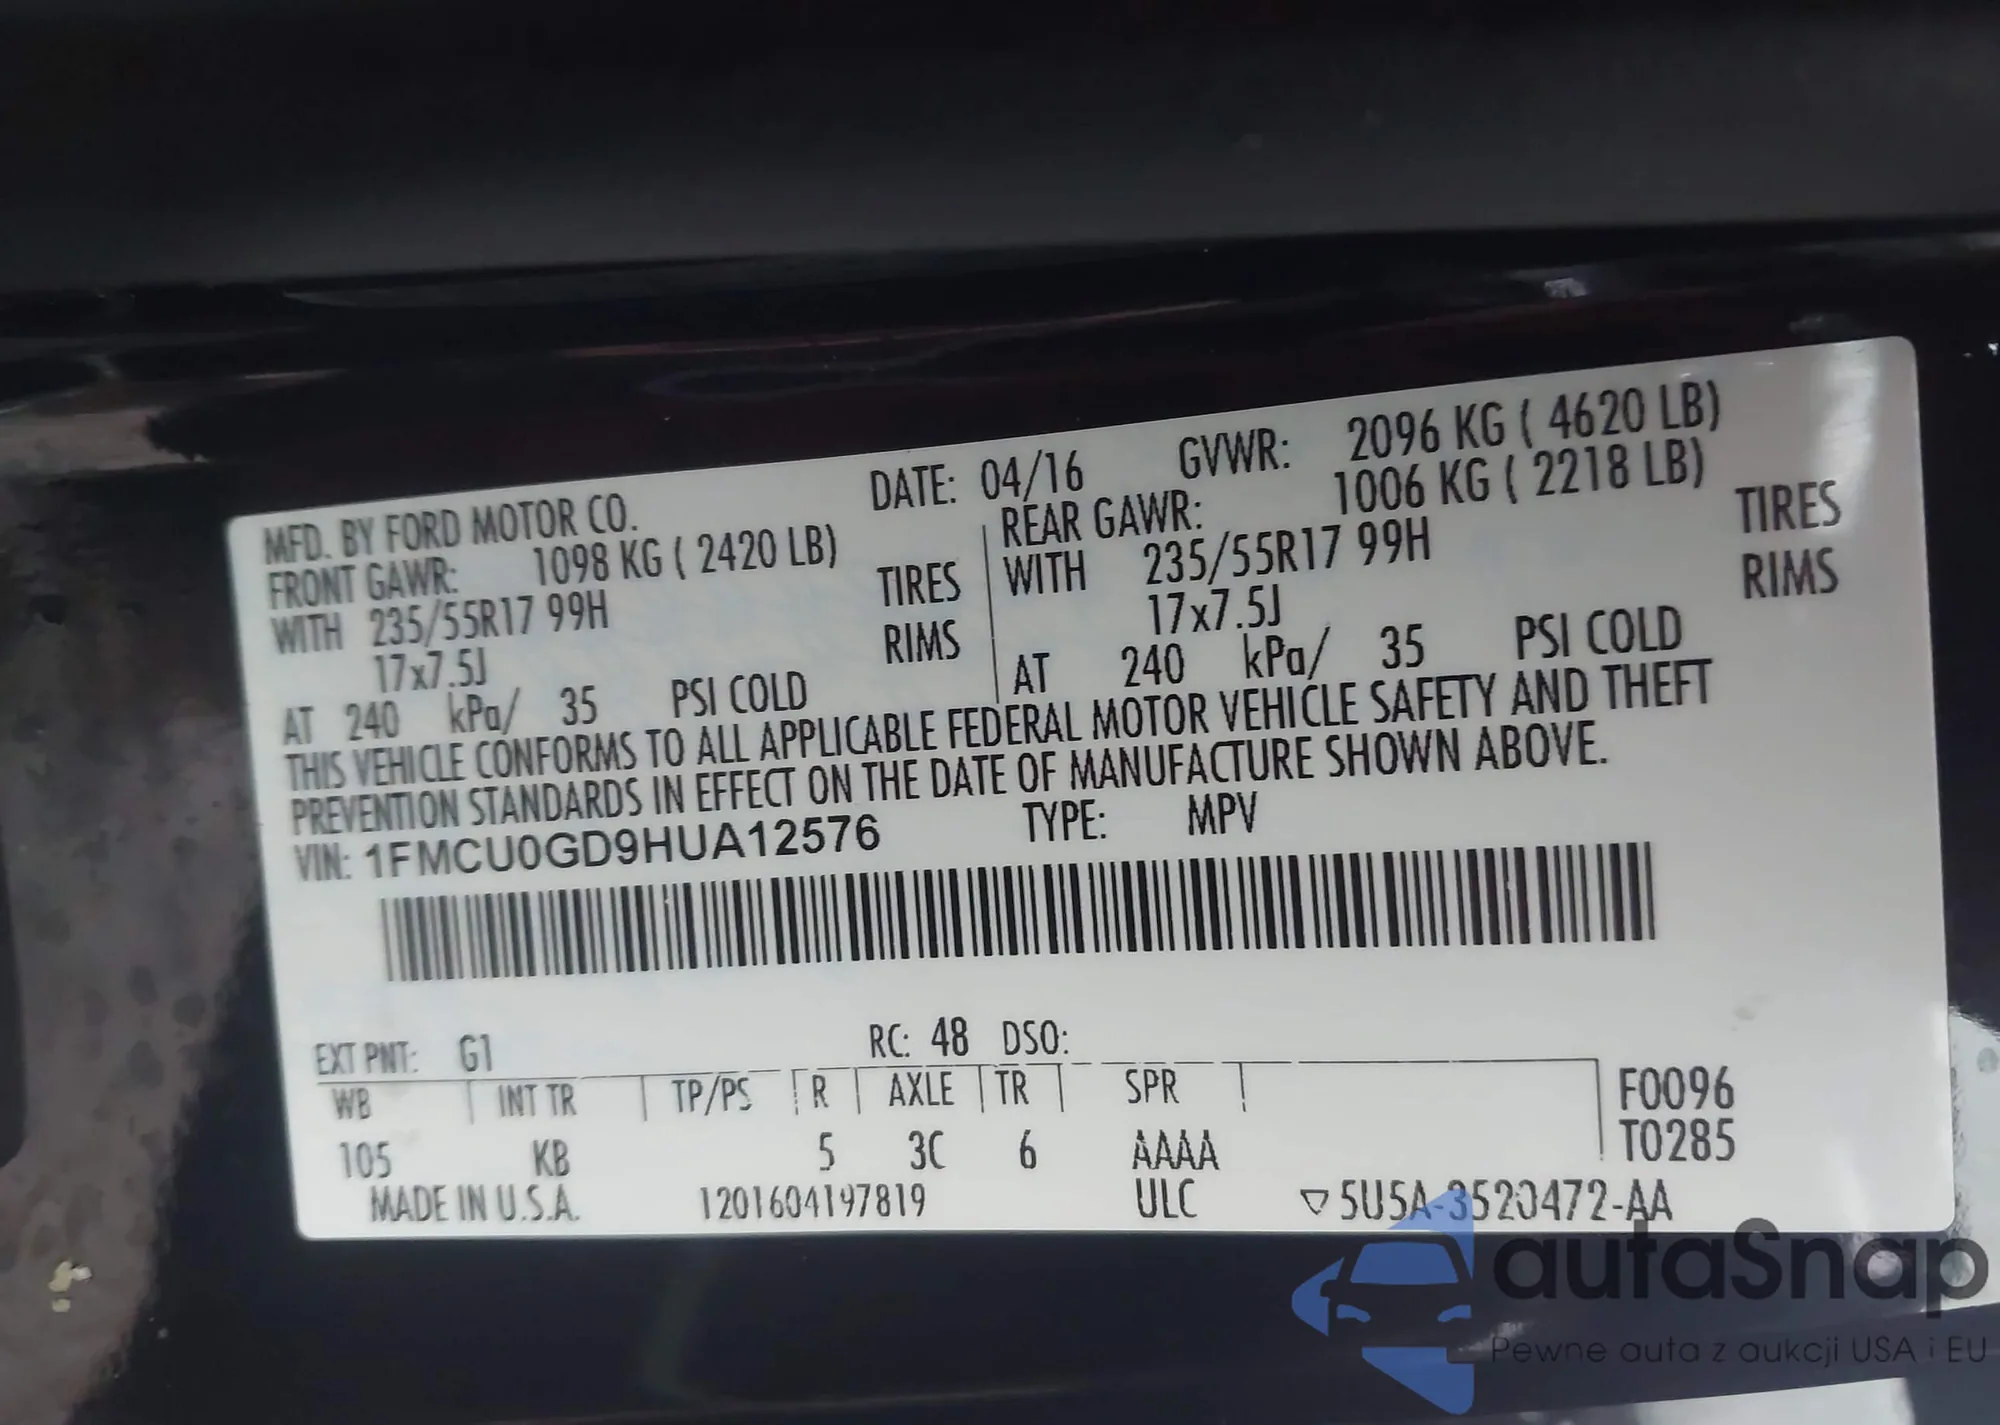 MFD. BY FORD MOTOR CO. DATE: 04/16 GVWR: 2096 KG ( 4620 LB)
FRONT GAWR: 1098 KG ( 2420 LB) REAR GAWR: 1006 KG ( 2218 LB)
WITH 235/55R17 99H TIRES WITH 235/55R17 99H TIRES
17x7.5J RIMS 17x7.5J RIMS
AT 240 kPa/ 35 PSI COLD AT 240 kPa/ 35 PSI COLD
THIS VEHICLE CONFORMS TO ALL APPLICABLE FEDERAL MOTOR VEHICLE SAFETY AND THEFT
PREVENTION STANDARDS IN EFFECT ON THE DATE OF MANUFACTURE SHOWN ABOVE.
VIN: 1FMCU0GD9HUA12576 TYPE: MPV
EXT PNT: G1 RC: 48 DSO:
WB INT TR TP/PS R AXLE TR SPR F0096
105 KB 5 3C 6 AAAA T0285
MADE IN U.S.A. 1201604197819 ULC ▽5U5A-3520472-AA
autaSnap
Pewne auta z aukcji USA i EU